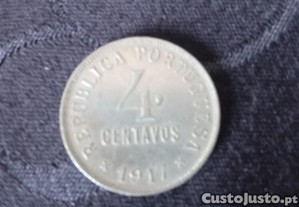 REPUBLICA PORTUGUESA
4
CENTAVOS
1917
CustoJusto.pt